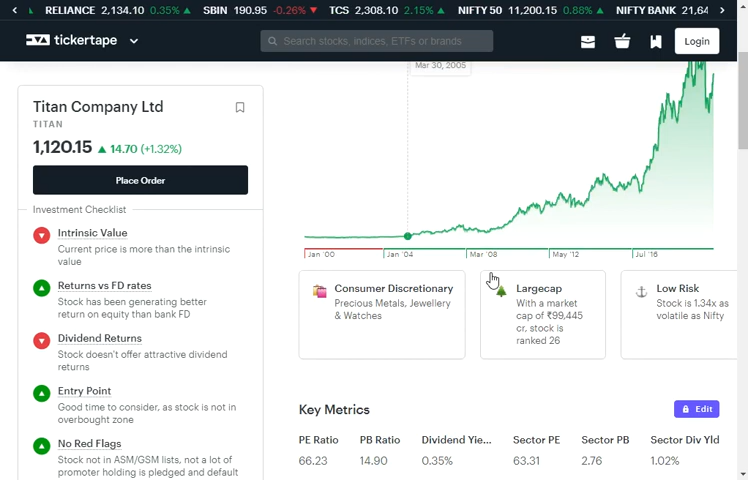 RELIANCE 2,134.10 0.35% SBIN 190.95 -0.26% TCS 2,308.10 2.15% NIFTY 50 11,200.15 0.88% NIFTY BANK 21,64
tickertape Search stocks, indices, ETFs or brands Login
Mar 30, 2005
Titan Company Ltd
TITAN
1,120.15 14.70 (+1.32%)
Place Order
Investment Checklist
Intrinsic Value
Current price is more than the intrinsic
value
Returns vs FD rates
Stock has been generating better
return on equity than bank FD
Dividend Returns
Stock doesn't offer attractive dividend
returns
Entry Point
Good time to consider, as stock is not in
overbought zone
No Red Flags
Stock not in ASM/GSM lists, not a lot of
promoter holding is pledged and default
Jan '00 Jan '04 Mar '08 May '12 Jul '16
Consumer Discretionary
Precious Metals, Jewellery
& Watches
Largecap
With a market
cap of ₹99,445
cr, stock is
ranked 26
Low Risk
Stock is 1.34x as
volatile as Nifty
Key Metrics Edit
PE Ratio PB Ratio Dividend Yie... Sector PE Sector PB Sector Div Yld
66.23 14.90 0.35% 63.31 2.76 1.02%